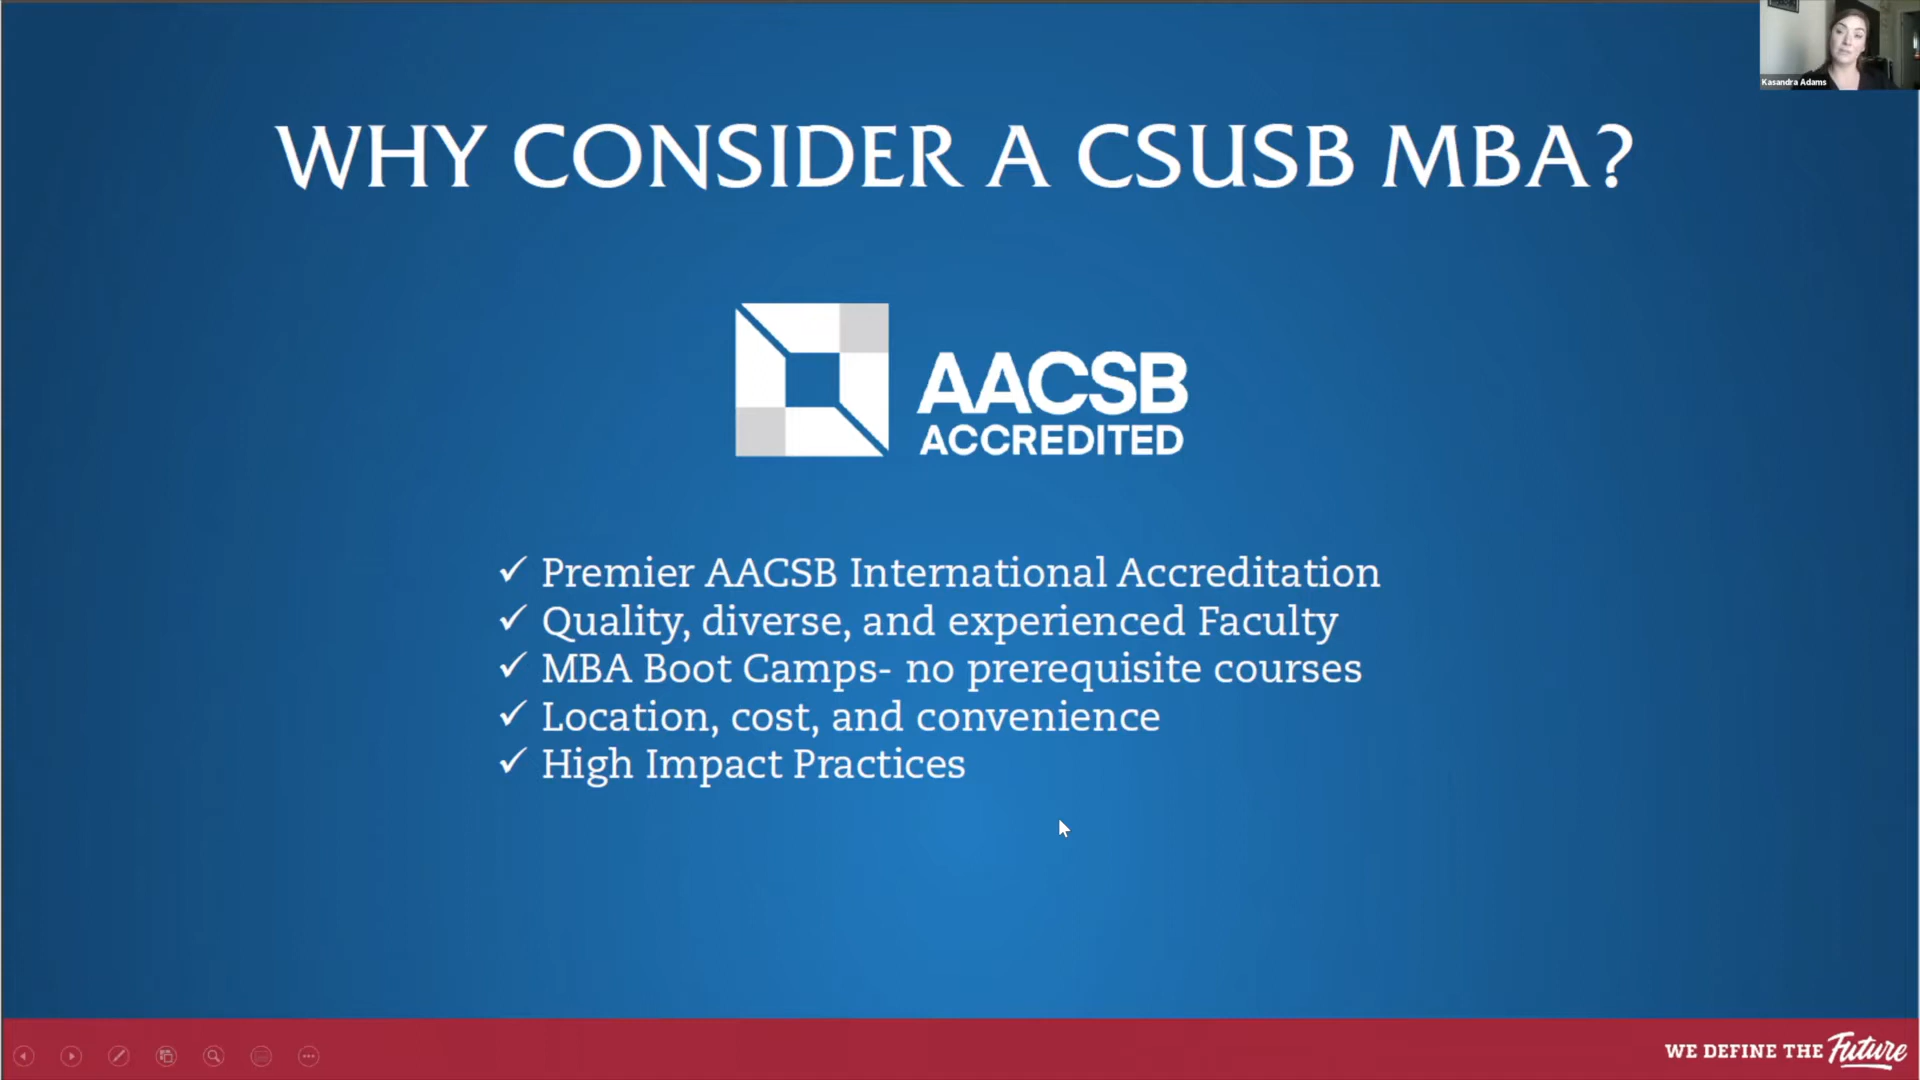 Kasandra Adams
WHY CONSIDER A CSUSB MBA?
AACSB
ACCREDITED
✓ Premier AACSB International Accreditation
✓ Quality, diverse, and experienced Faculty
✓ MBA Boot Camps- no prerequisite courses
✓ Location, cost, and convenience
✓ High Impact Practices
WE DEFINE THE Future